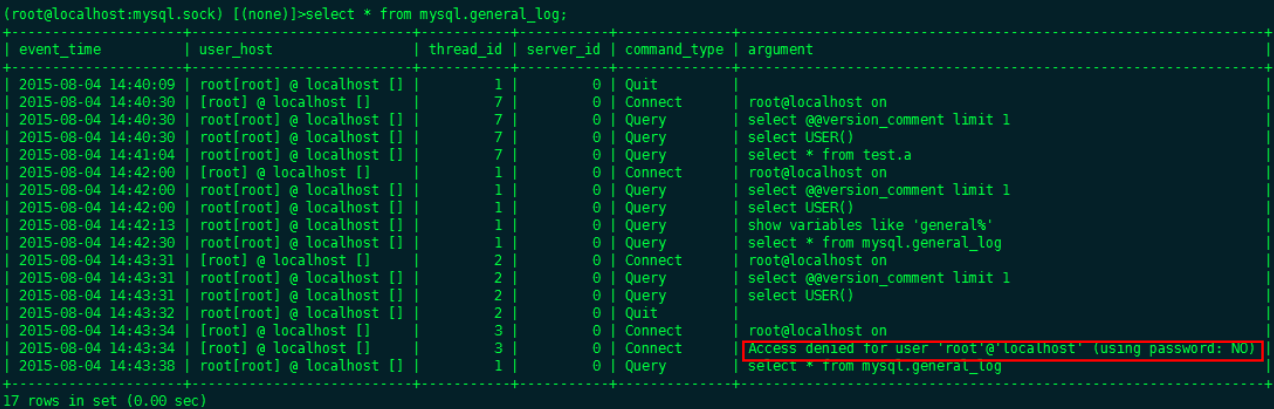 (root@localhost:mysql.sock) [(none)]>select * from mysql.general_log;
| event_time | user_host | thread_id | server_id | command_type | argument |
| 2015-08-04 14:40:09 | root[root] @ localhost [] | 1 | 0 | Quit | |
| 2015-08-04 14:40:30 | [root] @ localhost [] | 7 | 0 | Connect | root@localhost on |
| 2015-08-04 14:40:30 | root[root] @ localhost [] | 7 | 0 | Query | select @@version_comment limit 1 |
| 2015-08-04 14:40:30 | root[root] @ localhost [] | 7 | 0 | Query | select USER() |
| 2015-08-04 14:41:04 | root[root] @ localhost [] | 7 | 0 | Query | select * from test.a |
| 2015-08-04 14:42:00 | [root] @ localhost [] | 1 | 0 | Connect | root@localhost on |
| 2015-08-04 14:42:00 | root[root] @ localhost [] | 1 | 0 | Query | select @@version_comment limit 1 |
| 2015-08-04 14:42:00 | root[root] @ localhost [] | 1 | 0 | Query | select USER() |
| 2015-08-04 14:42:13 | root[root] @ localhost [] | 1 | 0 | Query | show variables like 'general%' |
| 2015-08-04 14:42:30 | root[root] @ localhost [] | 1 | 0 | Query | select * from mysql.general_log |
| 2015-08-04 14:43:31 | [root] @ localhost [] | 2 | 0 | Connect | root@localhost on |
| 2015-08-04 14:43:31 | root[root] @ localhost [] | 2 | 0 | Query | select @@version_comment limit 1 |
| 2015-08-04 14:43:31 | root[root] @ localhost [] | 2 | 0 | Query | select USER() |
| 2015-08-04 14:43:32 | root[root] @ localhost [] | 2 | 0 | Quit | |
| 2015-08-04 14:43:34 | [root] @ localhost [] | 3 | 0 | Connect | root@localhost on |
| 2015-08-04 14:43:34 | [root] @ localhost [] | 3 | 0 | Connect | Access denied for user 'root'@'localhost' (using password: NO) |
| 2015-08-04 14:43:38 | root[root] @ localhost [] | 1 | 0 | Query | select * from mysql.general_log |
17 rows in set (0.00 sec)